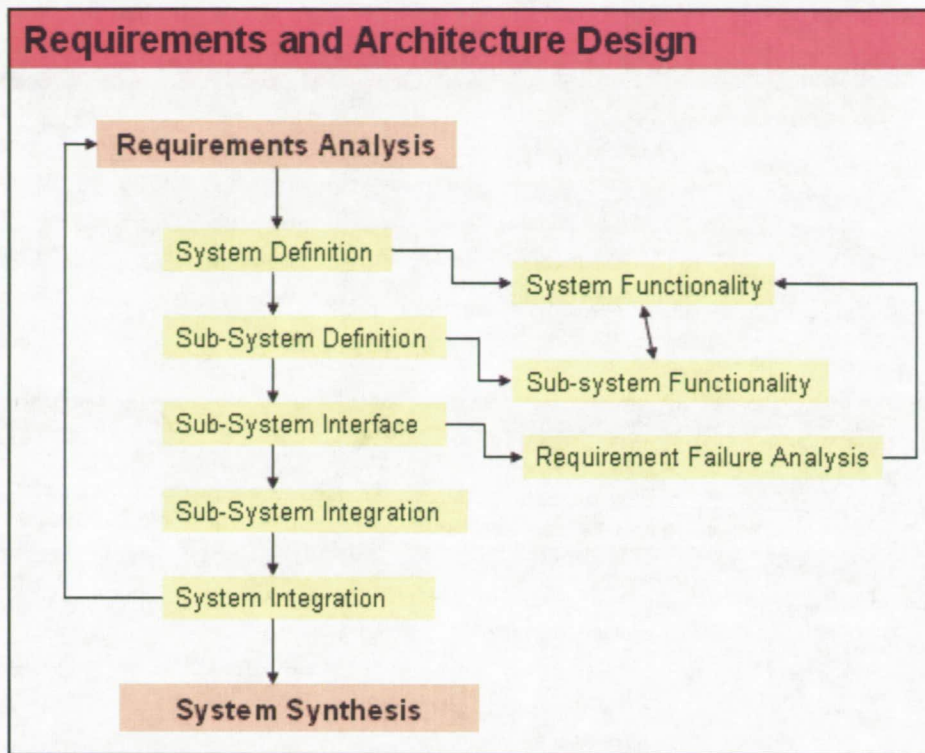 Requirements and Architecture Design
Requirements Analysis
System Definition
System Functionality
Sub-System Definition
Sub-system Functionality
Sub-System Interface
Requirement Failure Analysis
Sub-System Integration
System Integration
System Synthesis